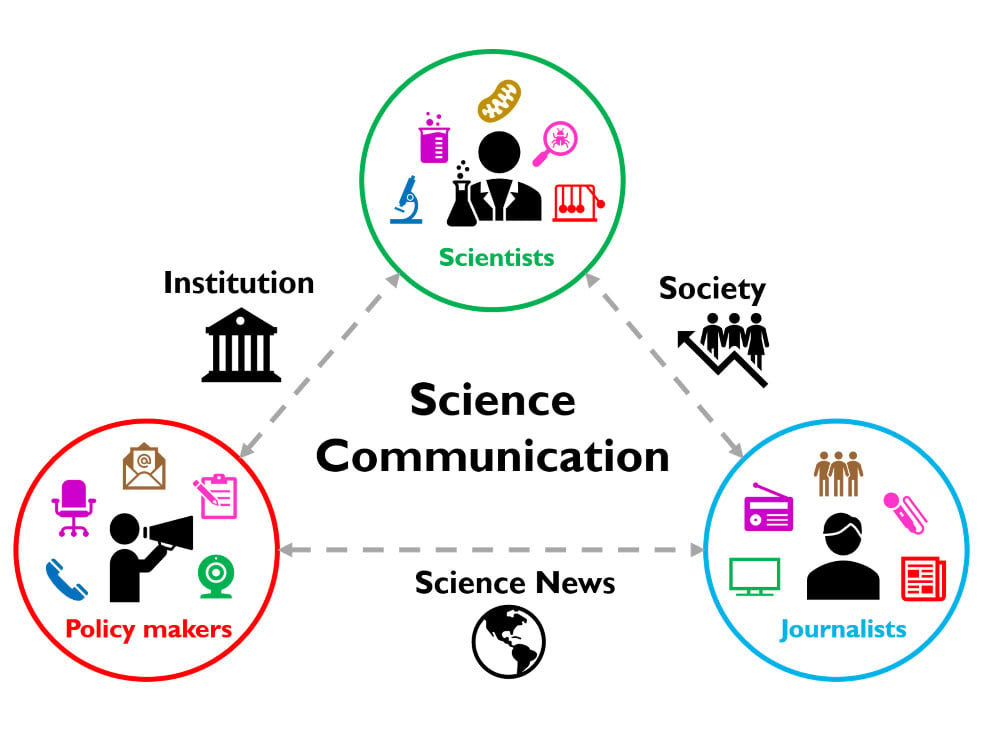 Scientists
Institution
Society
Science
Communication
@
Policy makers
Science News
Journalists